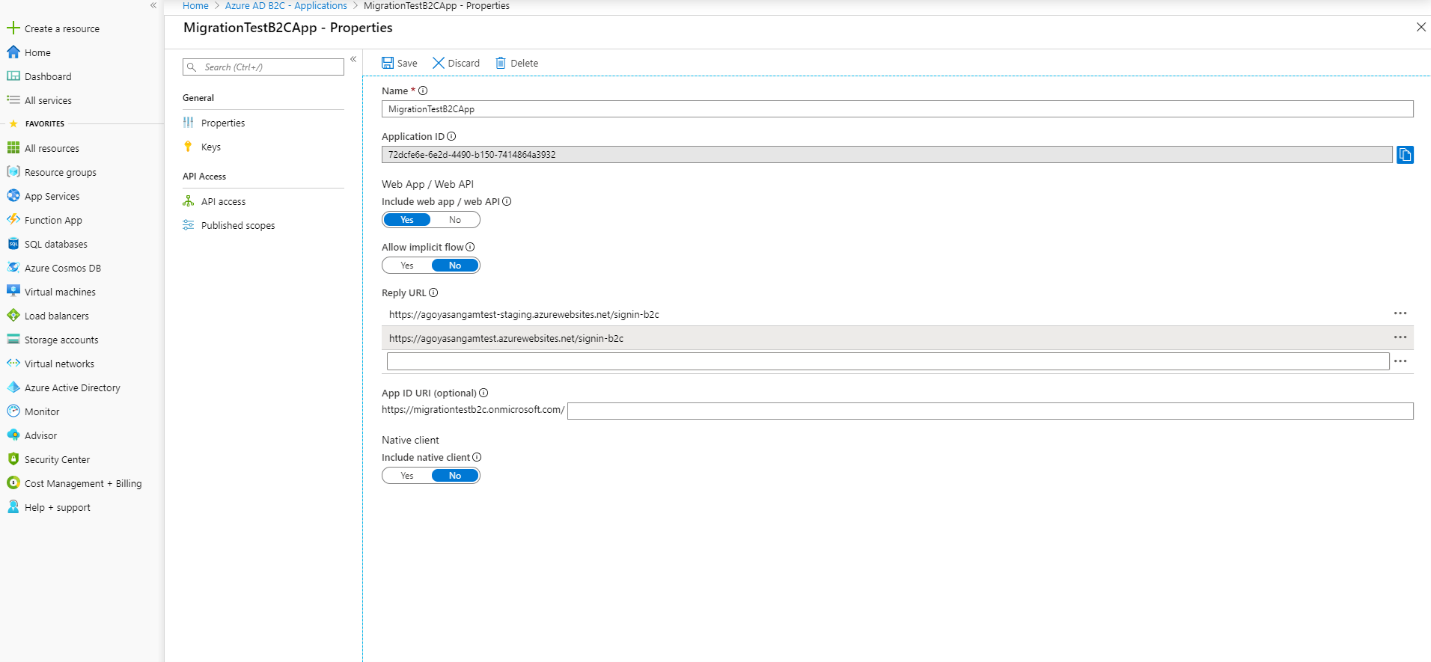 Home > Azure AD B2C - Applications > MigrationTestB2CApp - Properties
MigrationTestB2CApp - Properties
Create a resource
Home
Dashboard
All services
FAVORITES
All resources
Resource groups
App Services
Function App
SQL databases
Azure Cosmos DB
Virtual machines
Load balancers
Storage accounts
Virtual networks
Azure Active Directory
Monitor
Advisor
Security Center
Cost Management + Billing
Help + support
Search (Ctrl+/)
General
Properties
Keys
API Access
API access
Published scopes
Save Discard Delete
Name *
MigrationTestB2CApp
Application ID
72dcfe6e-6e2d-4490-b150-7414864a3932
Web App / Web API
Include web app / web API
Yes No
Allow implicit flow
Yes No
Reply URL
https://agoyasangamtest-staging.azurewebsites.net/signin-b2c
https://agoyasangamtest.azurewebsites.net/signin-b2c
App ID URI (optional)
https://migrationtestb2c.onmicrosoft.com/
Native client
Include native client
Yes No